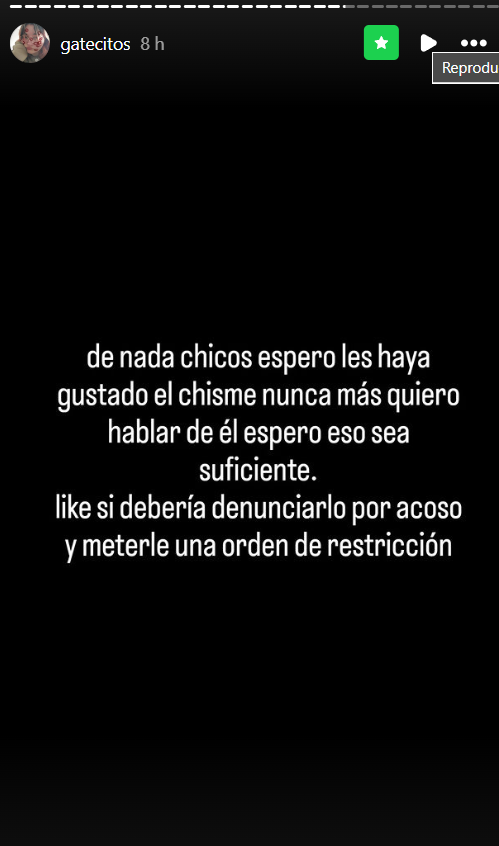 gatecitos 8 h
Reprodu
de nada chicos espero les haya
gustado el chisme nunca más quiero
hablar de él espero eso sea
suficiente.
like si debería denunciarlo por acoso
y meterle una orden de restricción